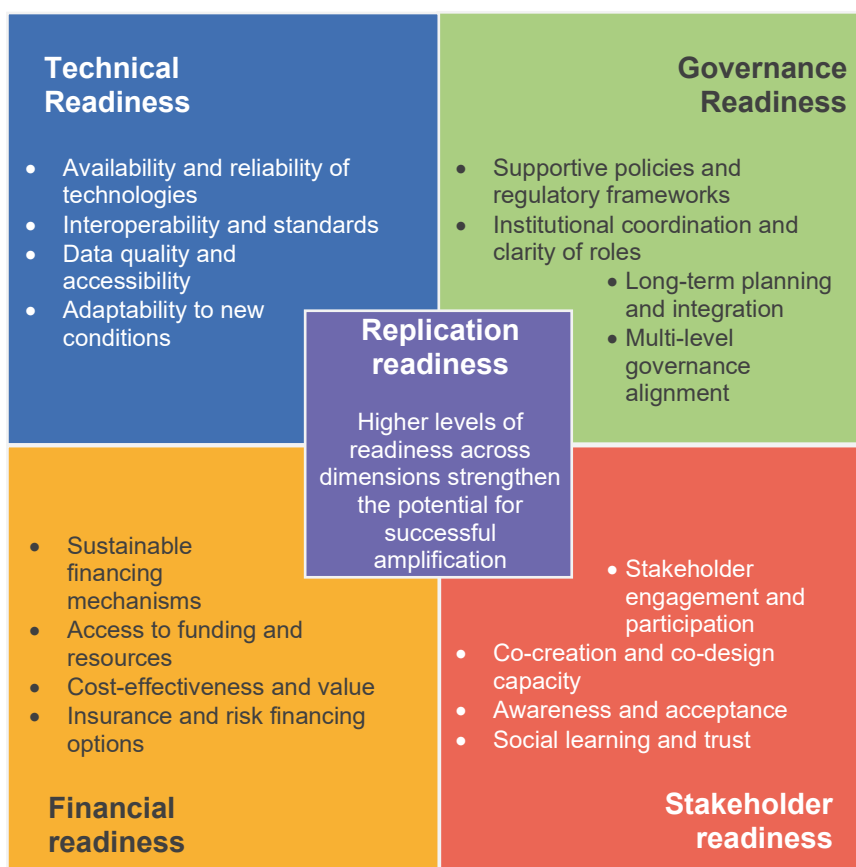 Technical
Readiness
• Availability and reliability of
technologies
• Interoperability and standards
• Data quality and
accessibility
• Adaptability to new
conditions
Governance
Readiness
• Supportive policies and
regulatory frameworks
• Institutional coordination and
clarity of roles
• Long-term planning
and integration
• Multi-level
governance
alignment
Replication
readiness
Higher levels of
readiness across
dimensions strengthen
the potential for
successful
amplification
• Sustainable
financing
mechanisms
• Access to funding and
resources
• Cost-effectiveness and value
• Insurance and risk financing
options
Financial
readiness
• Stakeholder
engagement and
participation
• Co-creation and co-design
capacity
• Awareness and acceptance
• Social learning and trust
Stakeholder
readiness